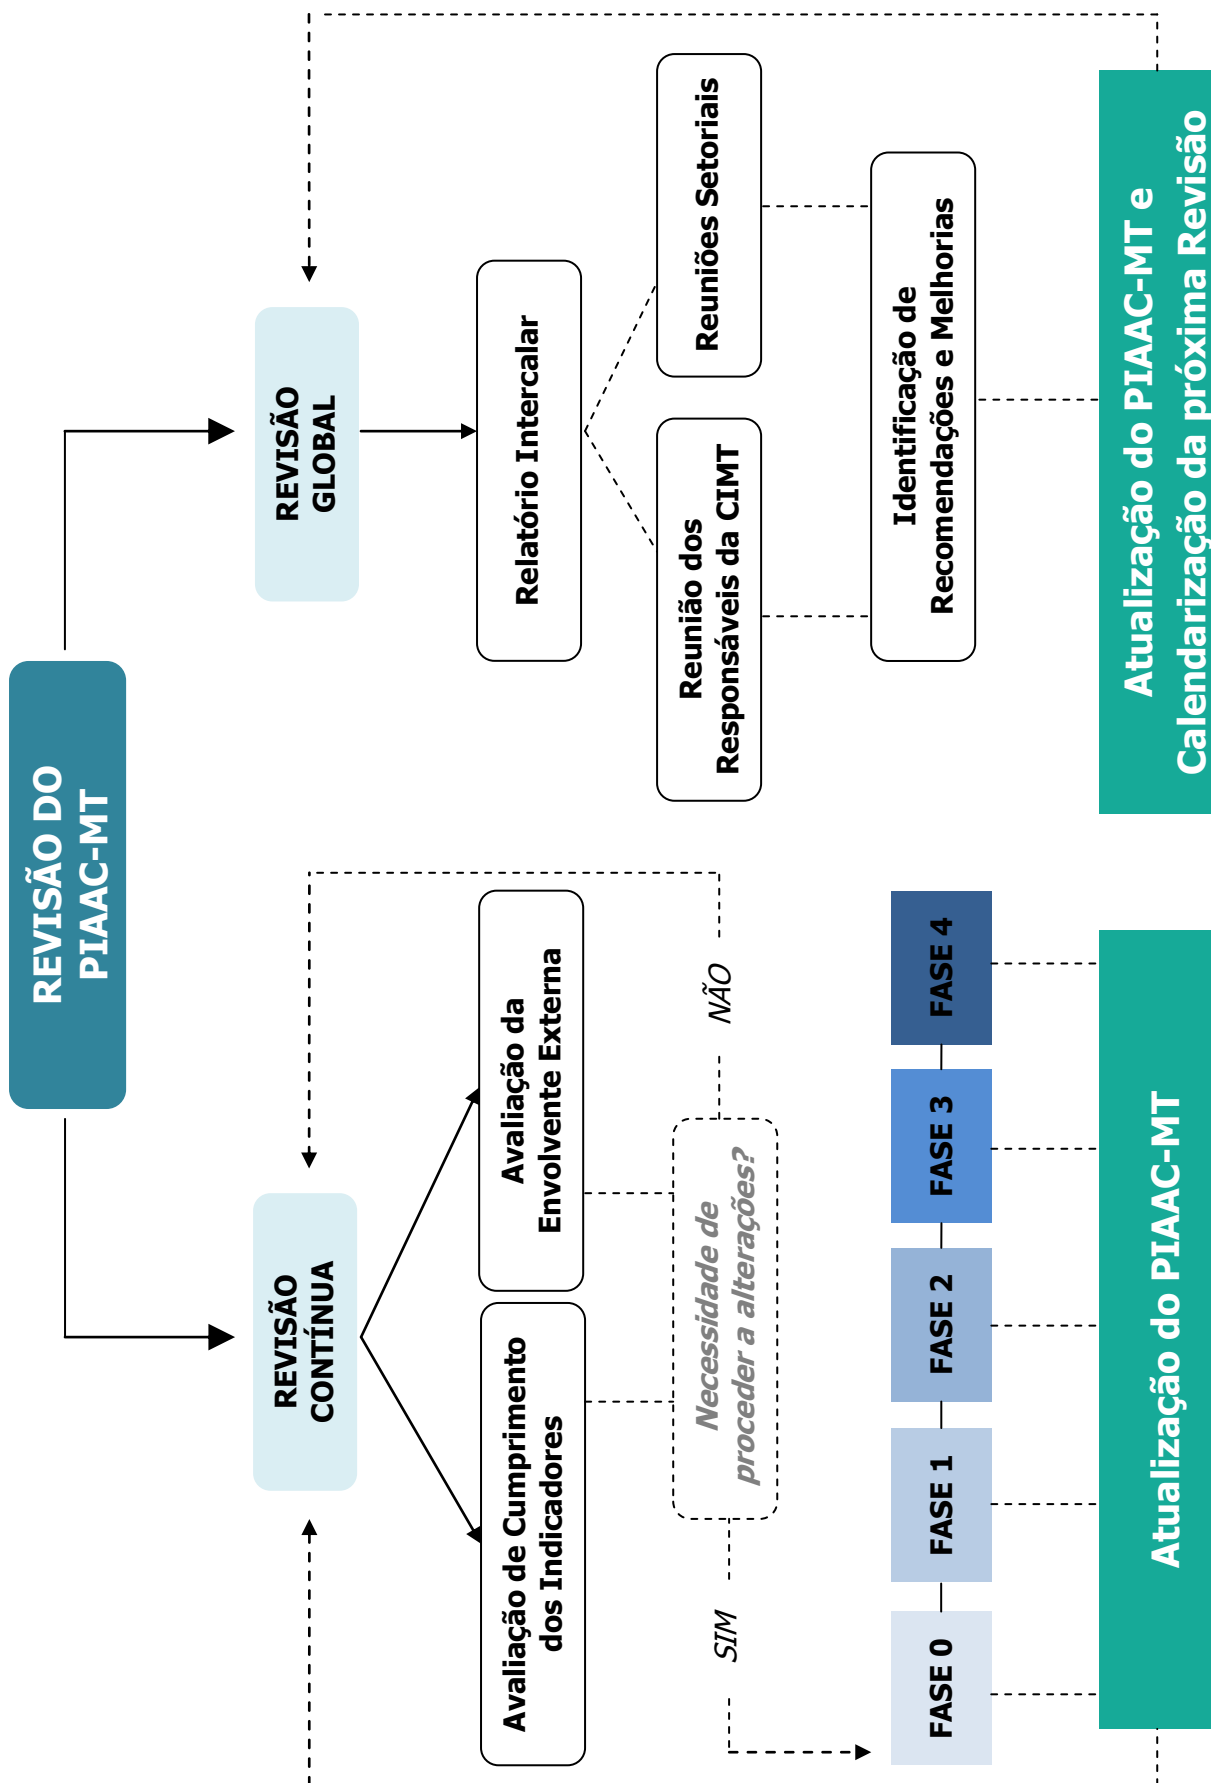 REVISÃO DO
PIAAC-MT
REVISÃO
CONTÍNUA
REVISÃO
GLOBAL
Avaliação de Cumprimento
dos Indicadores
Avaliação da
Envolvente Externa
Relatório Intercalar
Necessidade de
proceder a alterações?
SIM
NÃO
Reunião dos
Responsáveis da CIMT
Reuniões Setoriais
FASE 0
FASE 1
FASE 2
FASE 3
FASE 4
Identificação de
Recomendações e Melhorias
Atualização do PIAAC-MT
Atualização do PIAAC-MT e
Calendarização da próxima Revisão